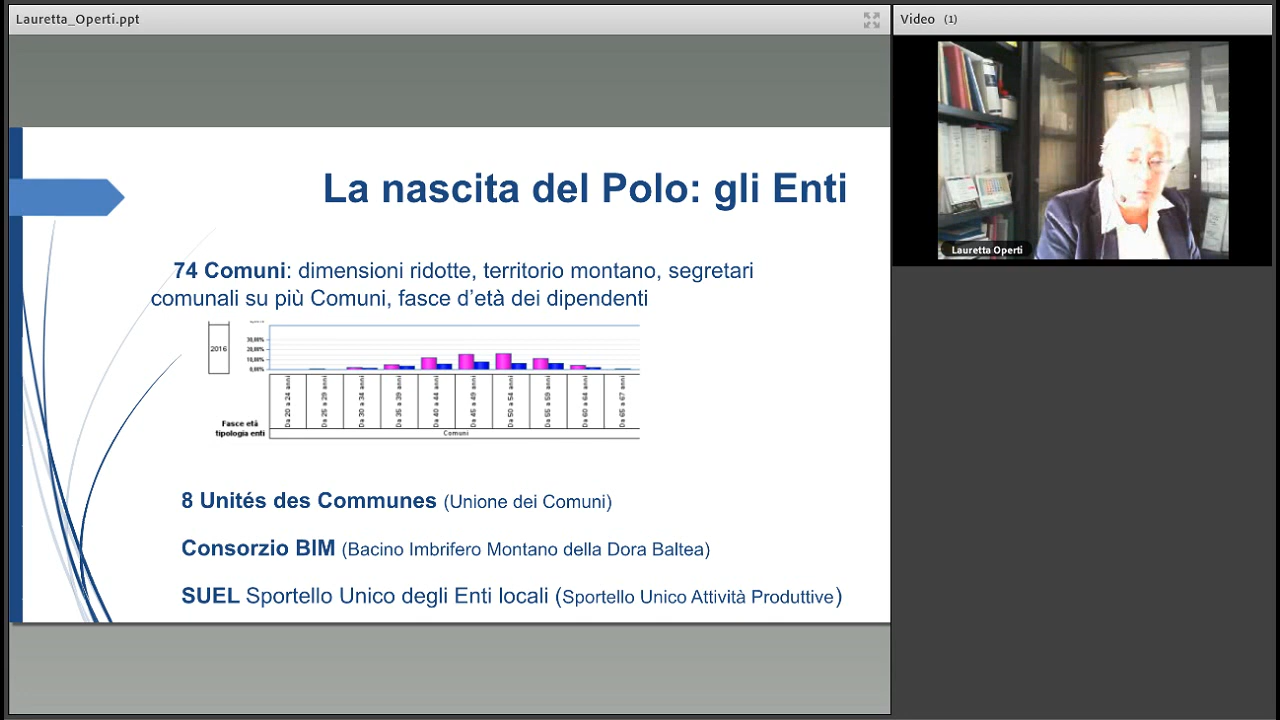 Lauretta_Operti.ppt
Video (1)
Lauretta Operti
La nascita del Polo: gli Enti
74 Comuni: dimensioni ridotte, territorio montano, segretari
comunali su più Comuni, fasce d'età dei dipendenti
2016
30,00%
20,00%
10,00%
0,00%
Da 20 a 24 anni
Da 25 a 29 anni
Da 30 a 34 anni
Da 35 a 39 anni
Da 40 a 44 anni
Da 45 a 49 anni
Da 50 a 54 anni
Da 55 a 59 anni
Da 60 a 64 anni
Da 65 a 67 anni
Fasce età
tipologia enti
Comuni
8 Unités des Communes (Unione dei Comuni)
Consorzio BIM (Bacino Imbrifero Montano della Dora Baltea)
SUEL Sportello Unico degli Enti locali (Sportello Unico Attività Produttive)